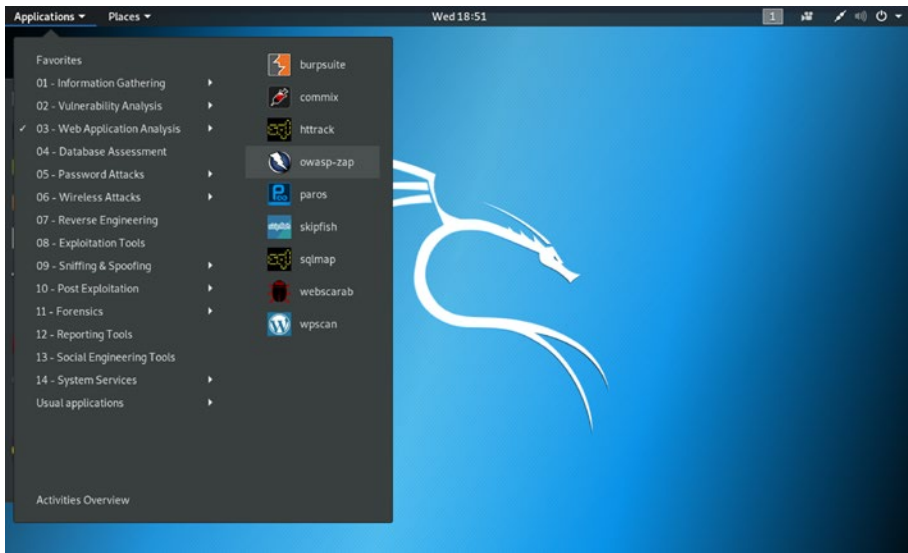 Applications Places Wed 18:51 1
Favorites
01 - Information Gathering
02 - Vulnerability Analysis
03 - Web Application Analysis
04 - Database Assessment
05 - Password Attacks
06 - Wireless Attacks
07 - Reverse Engineering
08 - Exploitation Tools
09 - Sniffing & Spoofing
10 - Post Exploitation
11 - Forensics
12 - Reporting Tools
13 - Social Engineering Tools
14 - System Services
Usual applications
Activities Overview
burpsuite
commix
httrack
owasp-zap
paros
skipfish
sqlmap
webscarab
wpscan